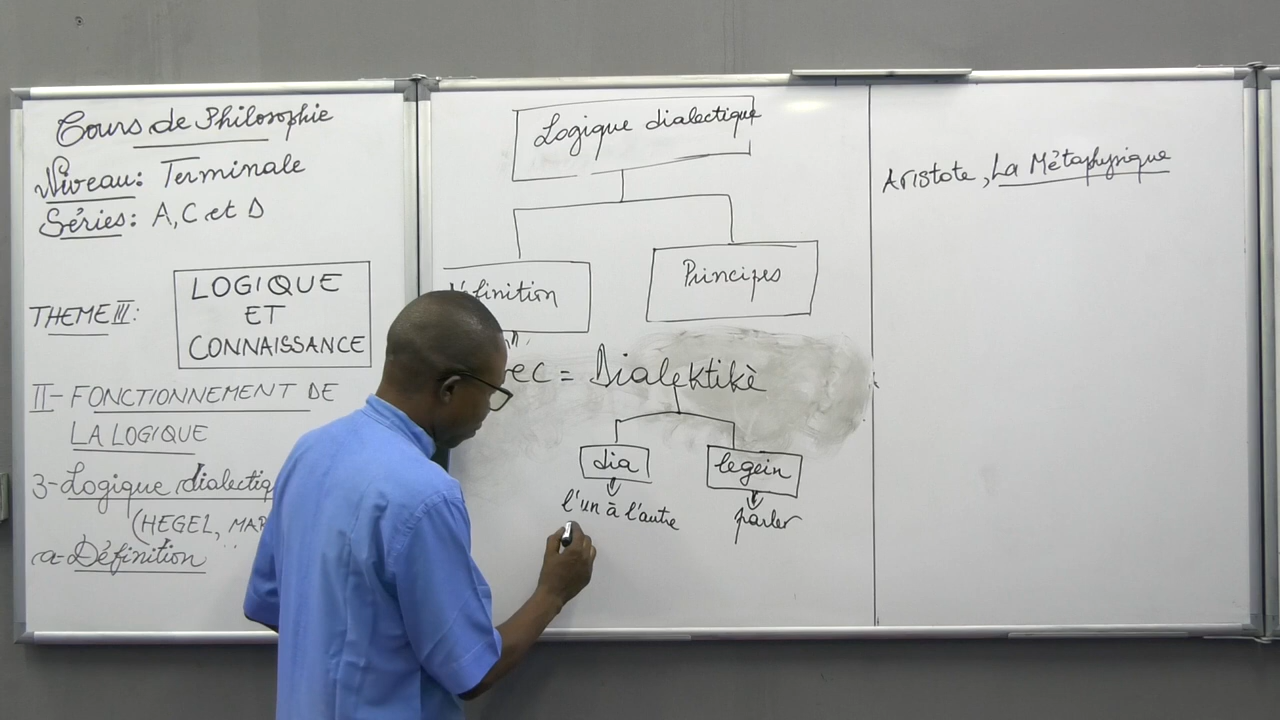 Cours de Philosophie
Niveau: Terminale
Séries: A, C et D
THEME III:
LOGIQUE
ET
CONNAISSANCE
II- FONCTIONNEMENT DE
LA LOGIQUE
3- Logique dialectiq
(HEGEL, MAR
a- Définition
Logique dialectique
éfinition
Principes
ec = Dialektikè
dia
legein
l'un à l'autre
parler
Aristote, La Métaphysique